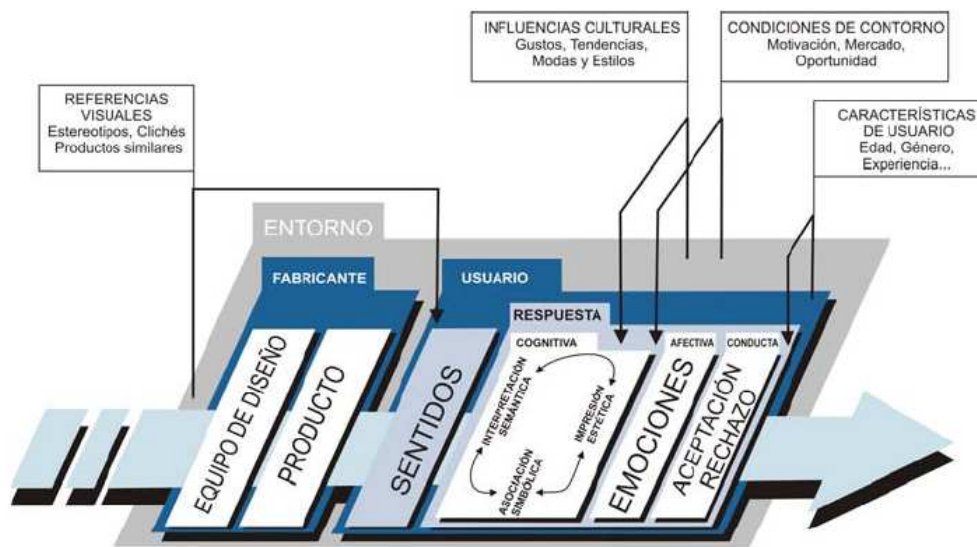 INFLUENCIAS CULTURALES
Gustos, Tendencias,
Modas y Estilos
CONDICIONES DE CONTORNO
Motivación, Mercado,
Oportunidad
REFERENCIAS
VISUALES
Estereotipos, Clichés
Productos similares
CARACTERÍSTICAS
DE USUARIO
Edad, Género,
Experiencia...
ENTORNO
FABRICANTE
USUARIO
RESPUESTA
COGNITIVA
AFECTIVA
CONDUCTA
EQUIPO DE DISEÑO
PRODUCTO
SENTIDOS
INTERPRETACIÓN
SEMÁNTICA
IMPRESIÓN
ESTÉTICA
ASOCIACIÓN
SIMBÓLICA
EMOCIONES
ACEPTACIÓN
RECHAZO